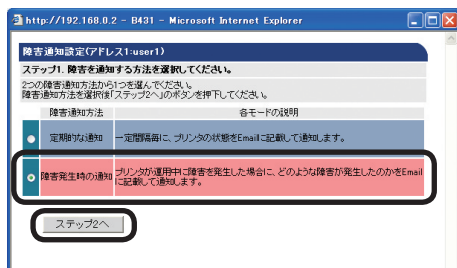 http://192.168.0.2 - B431 - Microsoft Internet Explorer
障害通知設定(アドレス1:user1)
ステップ1. 障害を通知する方法を選択してください。
2つの障害通知方法から1つを選んでください。
障害通知方法を選択後「ステップ2へ」のボタンを押下してください。
障害通知方法 各モードの説明
定期的な通知 一定間隔毎に、プリンタの状態をEmailに記載して通知します。
障害発生時の通知 プリンタが運用中に障害を発生した場合に、どのような障害が発生したのかをEmail
に記載して通知します。
ステップ2へ